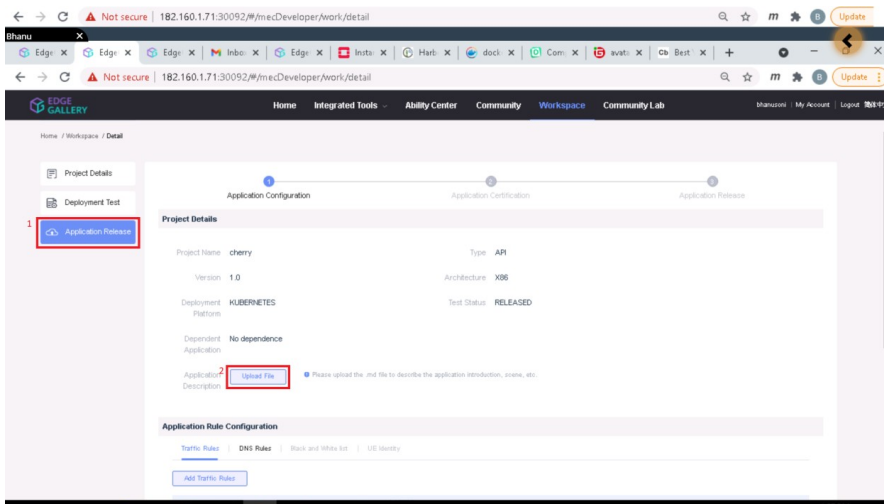 Not secure | 182.160.1.71:30092/#/mecDeveloper/work/detail
m
B
Update
Bhanu
Edge
Edge
Edge
Inbo
Edge
Insta
Harb
dock
Com
avata
Cb Best
Not secure | 182.160.1.71:30092/#/mecDeveloper/work/detail
m
B
Update
EDGE GALLERY
Home
Integrated Tools
Ability Center
Community
Workspace
Community Lab
bhanusoni | My Account | Logout
Home / Workspace / Detail
Project Details
Deployment Test
1
Application Release
1
2
3
Application Configuration
Application Certification
Application Release
Project Details
Project Name cherry
Type API
Version 1.0
Architecture X86
Deployment Platform KUBERNETES
Test Status RELEASED
Dependent Application No dependence
Application Description
2
Upload File
Please upload the .md file to describe the application introduction, scene, etc.
Application Rule Configuration
Traffic Rules | DNS Rules | Black and White list | UE Identity
Add Traffic Rules